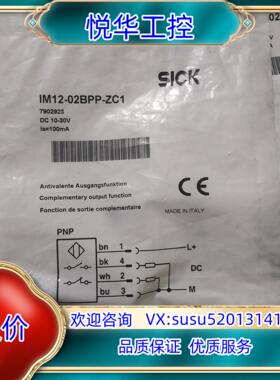 悦华工控
02
SICK
IM12-02BPP-ZC1
7902923
DC 10-30V
Ia=100mA
Antivalente Ausgangsfunktion
Complementary output function
Fonction de sortie complémentaire
CE
MADE IN ITALY
PNP
bn 1
L+
bk 4
wh 2
DC
bu 3
M
价
欢迎咨询 VX:susu52013141
品质保证 即优服务